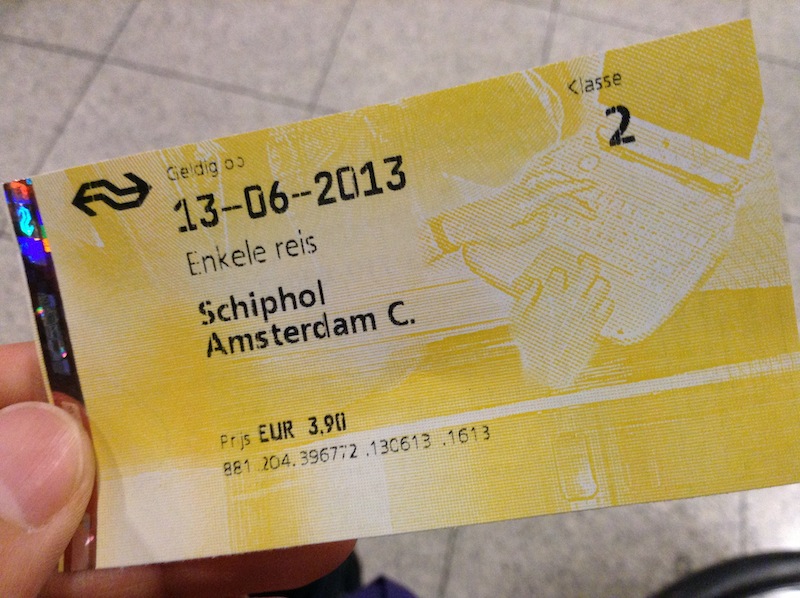 Geldig op
13-06-2013
Klasse
2
Enkele reis
Schiphol
Amsterdam C.
Prijs EUR 3,90
881.204.396772 .130613 .1613